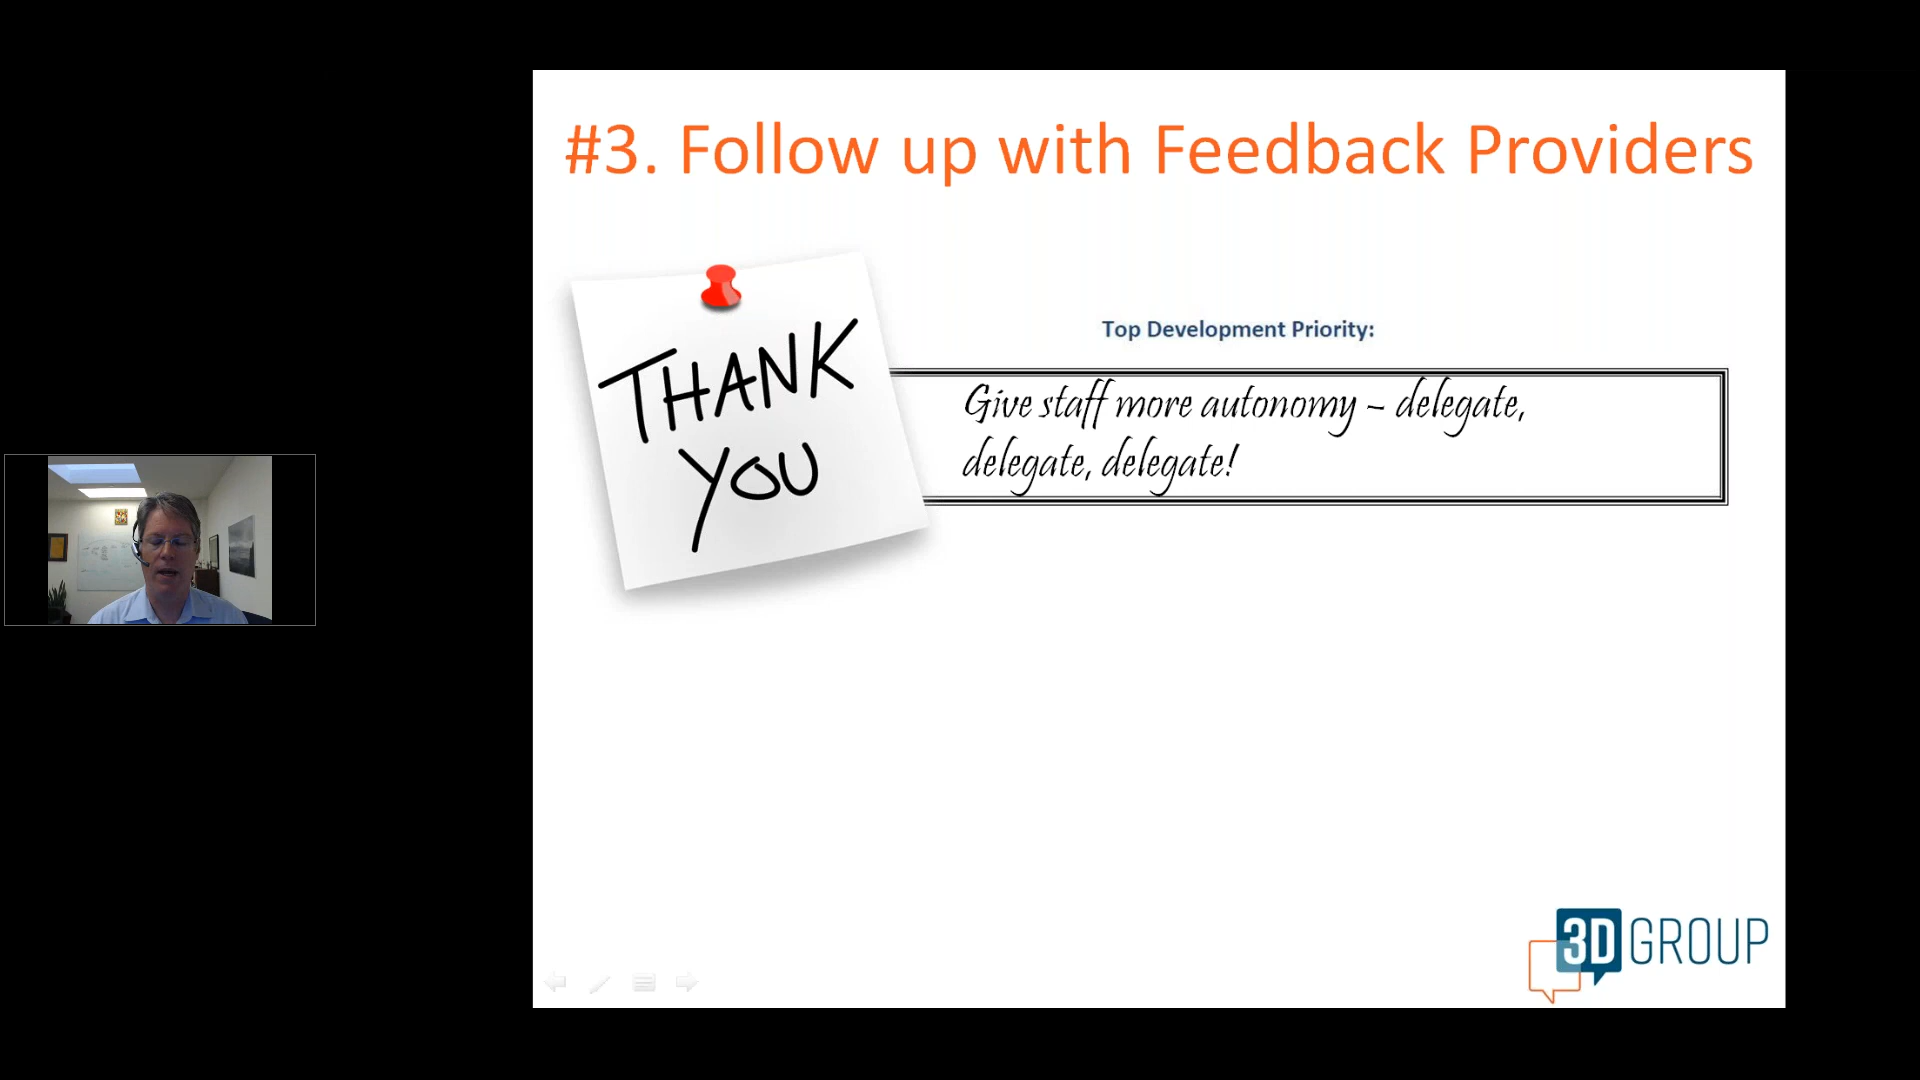 #3. Follow up with Feedback Providers
THANK
YOU
Top Development Priority:
Give staff more autonomy – delegate,
delegate, delegate!
3D GROUP